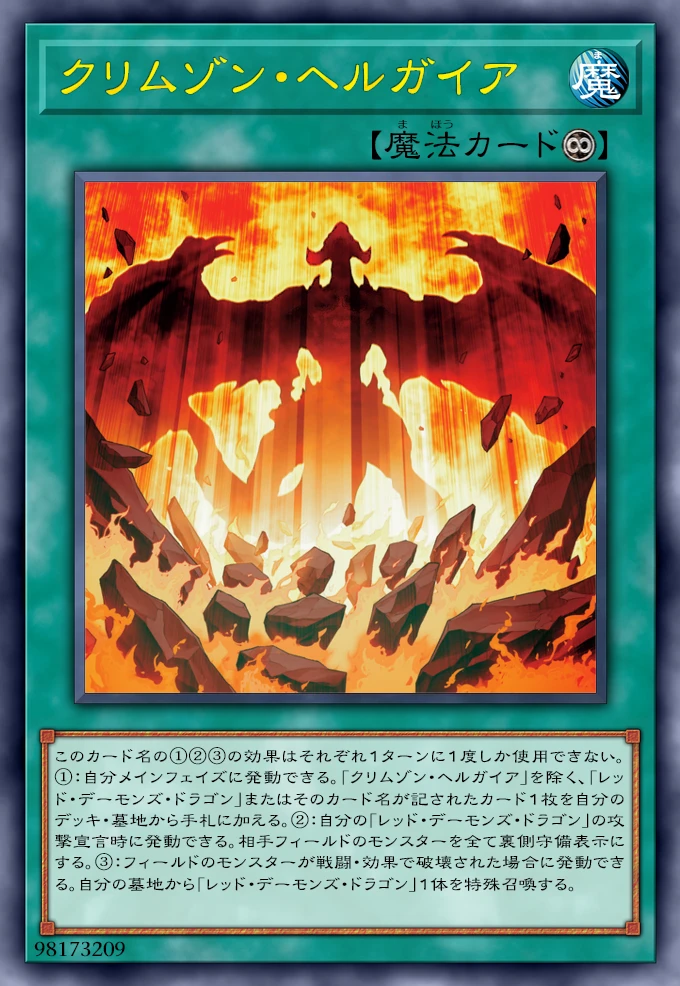 クリムゾン・ヘルガイア
ま
魔
ま ほう
【魔法カード♾】
このカード名の①②③の効果はそれぞれ1ターンに1度しか使用できない。
①:自分メインフェイズに発動できる。「クリムゾン・ヘルガイア」を除く、「レッ
ド・デーモンズ・ドラゴン」またはそのカード名が記されたカード1枚を自分の
デッキ・墓地から手札に加える。②:自分の「レッド・デーモンズ・ドラゴン」の攻
撃宣言時に発動できる。相手フィールドのモンスターを全て裏側守備表示に
する。③:フィールドのモンスターが戦闘・効果で破壊された場合に発動でき
る。自分の墓地から「レッド・デーモンズ・ドラゴン」1体を特殊召喚する。
98173209